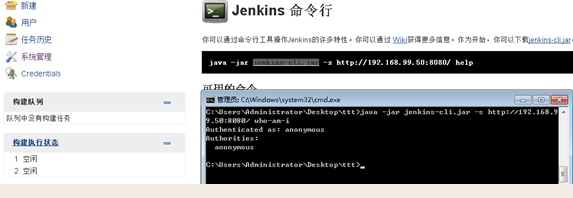 新建
用户
任务历史
系统管理
Credentials
构建队列
队列中没有构建任务
构建执行状态
1 空闲
2 空闲
Jenkins 命令行
你可以通过命令行工具操作Jenkins的许多特性。你可以通过 Wiki获得更多信息。作为开始，你可以下载jenkins-cli.jar
java -jar jenkins-cli.jar -s http://192.168.99.50:8080/ help
可用的命令
管理员: C:\Windows\system32\cmd.exe
C:\Users\Administrator\Desktop\ttt>java -jar jenkins-cli.jar -s http://192.168.9
9.50:8080/ who-am-i
Authenticated as: anonymous
Authorities:
anonymous
C:\Users\Administrator\Desktop\ttt>_